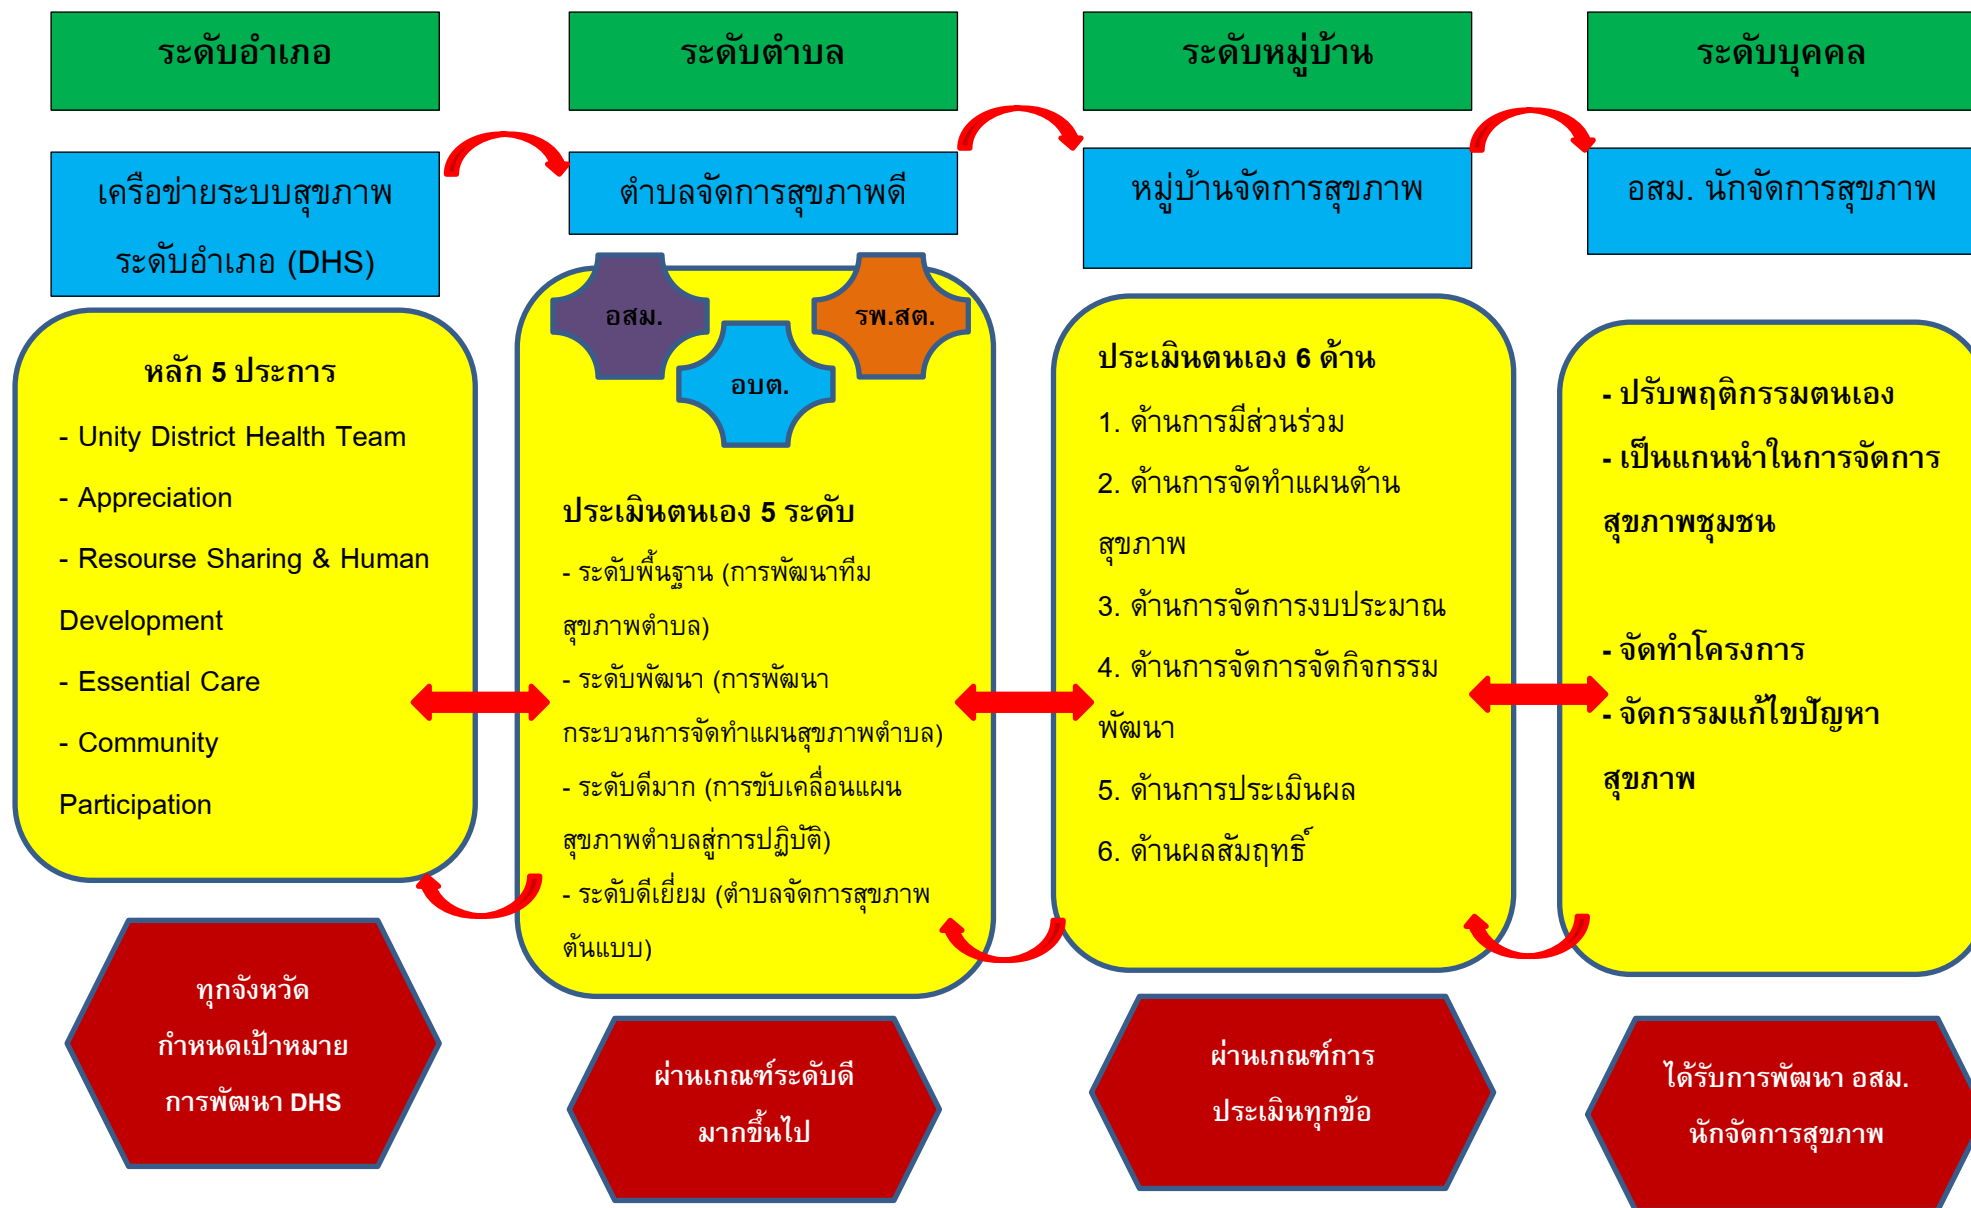 ระดับอำเภอ
เครือข่ายระบบสุขภาพ
ระดับอำเภอ (DHS)
หลัก 5 ประการ
- Unity District Health Team
- Appreciation
- Resourse Sharing & Human
Development
- Essential Care
- Community
Participation
ทุกจังหวัด
กำหนดเป้าหมาย
การพัฒนา DHS
ระดับตำบล
ตำบลจัดการสุขภาพดี
อสม.
รพ.สต.
อบต.
ประเมินตนเอง 5 ระดับ
- ระดับพื้นฐาน (การพัฒนาทีม
สุขภาพตำบล)
- ระดับพัฒนา (การพัฒนา
กระบวนการจัดทำแผนสุขภาพตำบล)
- ระดับดีมาก (การขับเคลื่อนแผน
สุขภาพตำบลสู่การปฏิบัติ)
- ระดับดีเยี่ยม (ตำบลจัดการสุขภาพ
ต้นแบบ)
ผ่านเกณฑ์ระดับดี
มากขึ้นไป
ระดับหมู่บ้าน
หมู่บ้านจัดการสุขภาพ
ประเมินตนเอง 6 ด้าน
1. ด้านการมีส่วนร่วม
2. ด้านการจัดทำแผนด้าน
สุขภาพ
3. ด้านการจัดการงบประมาณ
4. ด้านการจัดการจัดกิจกรรม
พัฒนา
5. ด้านการประเมินผล
6. ด้านผลสัมฤทธิ์
ผ่านเกณฑ์การ
ประเมินทุกข้อ
ระดับบุคคล
อสม. นักจัดการสุขภาพ
- ปรับพฤติกรรมตนเอง
- เป็นแกนนำในการจัดการ
สุขภาพชุมชน
- จัดทำโครงการ
- จัดกรรมแก้ไขปัญหา
สุขภาพ
ได้รับการพัฒนา อสม.
นักจัดการสุขภาพ